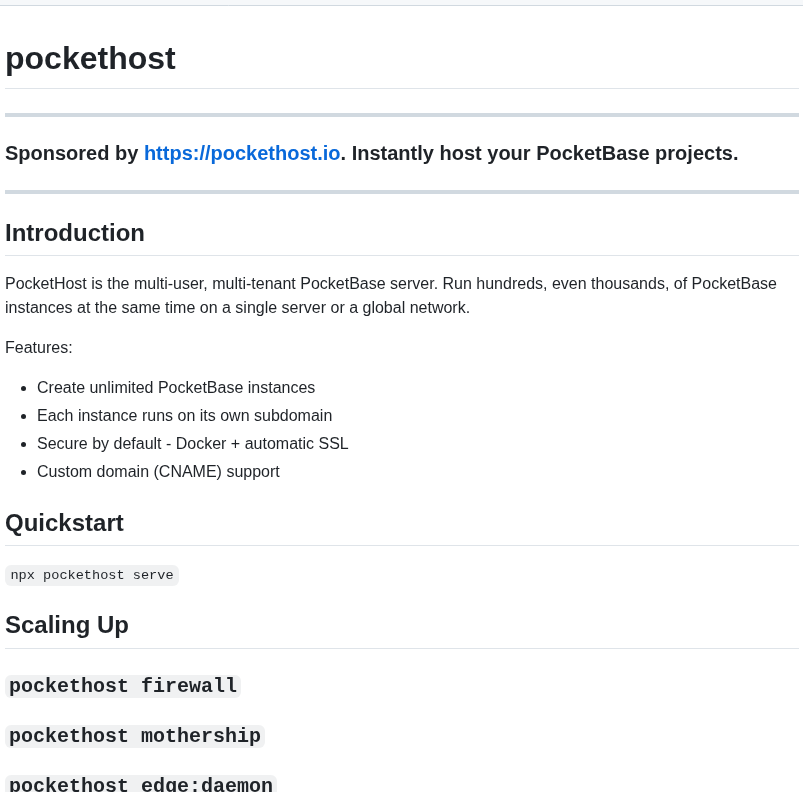 pockethost
Sponsored by https://pockethost.io. Instantly host your PocketBase projects.
Introduction
PocketHost is the multi-user, multi-tenant PocketBase server. Run hundreds, even thousands, of PocketBase
instances at the same time on a single server or a global network.
Features:
Create unlimited PocketBase instances
Each instance runs on its own subdomain
Secure by default - Docker + automatic SSL
Custom domain (CNAME) support
Quickstart
npx pockethost serve
Scaling Up
pockethost firewall
pockethost mothership
pockethost edge:daemon